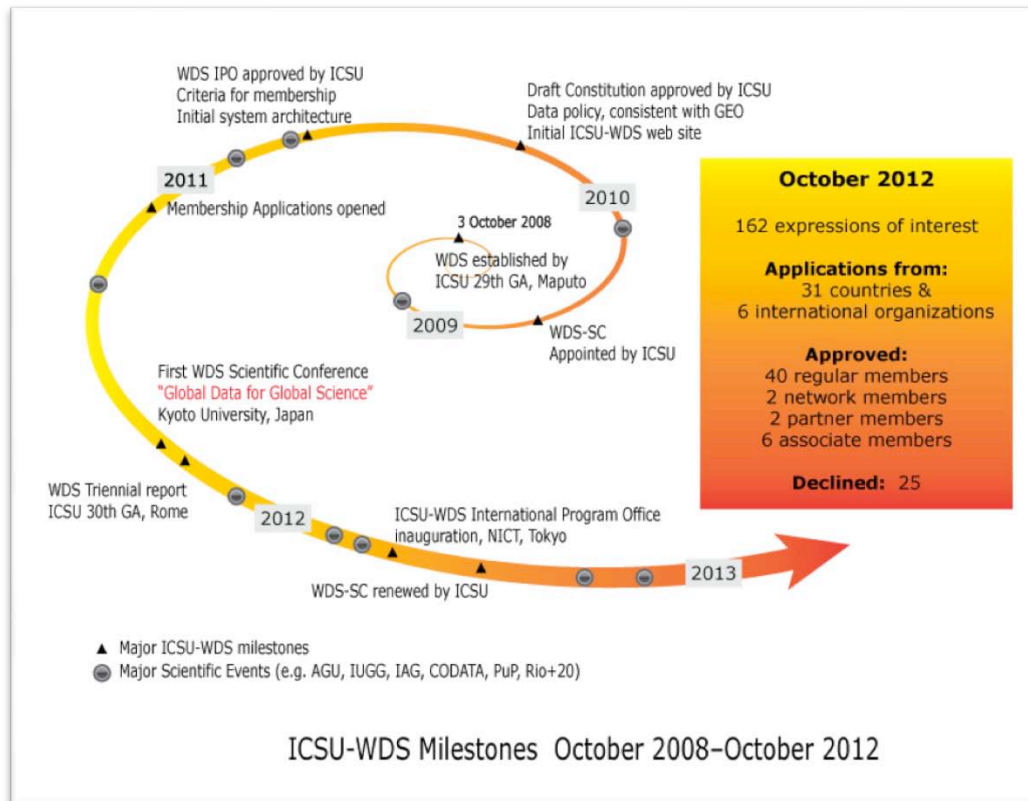 WDS IPO approved by ICSU
Criteria for membership
Initial system architecture
Draft Constitution approved by ICSU
Data policy, consistent with GEO
Initial ICSU-WDS web site
2011
Membership Applications opened
2010
3 October 2008
WDS established by
ICSU 29th GA, Maputo
2009
WDS-SC
Appointed by ICSU
October 2012
162 expressions of interest
Applications from:
31 countries &
6 international organizations
Approved:
40 regular members
2 network members
2 partner members
6 associate members
Declined: 25
First WDS Scientific Conference
"Global Data for Global Science"
Kyoto University, Japan
WDS Triennial report
ICSU 30th GA, Rome
2012
ICSU-WDS International Program Office
inauguration, NICT, Tokyo
WDS-SC renewed by ICSU
2013
Major ICSU-WDS milestones
Major Scientific Events (e.g. AGU, IUGG, IAG, CODATA, PuP, Rio+20)
ICSU-WDS Milestones October 2008–October 2012